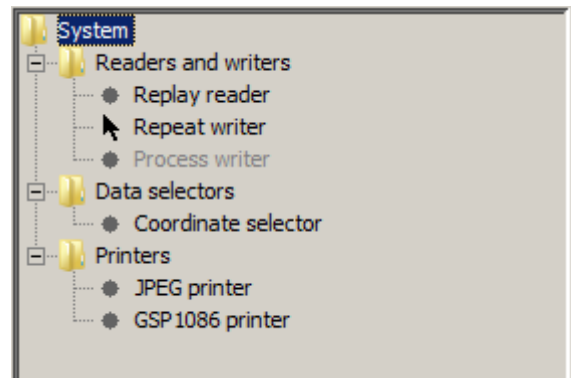 System
Readers and writers
Replay reader
Repeat writer
Process writer
Data selectors
Coordinate selector
Printers
JPEG printer
GSP1086 printer